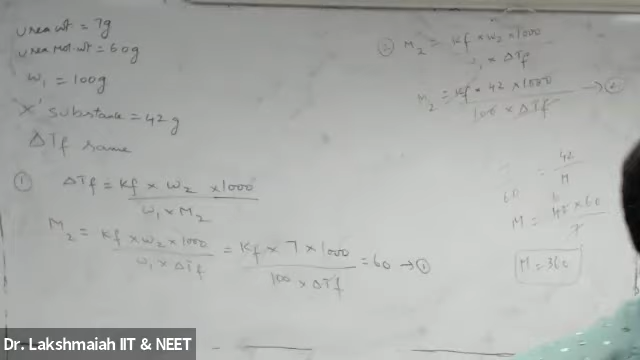 Urea wt = 7g
Urea Mol.wt = 60g
W₁ = 100g
'X' substance = 42 g
ΔTf same
① ΔTf = Kf × W₂ × 1000 / W₁ × M₂
M₂ = Kf × W₂ × 1000 / W₁ × ΔTf = Kf × 7 × 1000 / 100 × ΔTf = 60 → ①
② M₂ = Kf × W₂ × 1000 / W₁ × ΔTf
M₂ = Kf × 42 × 1000 / 100 × ΔTf → ②
60 = 42 / M
M = 42 × 60 / 7
M = 360
Dr. Lakshmaiah IIT & NEET